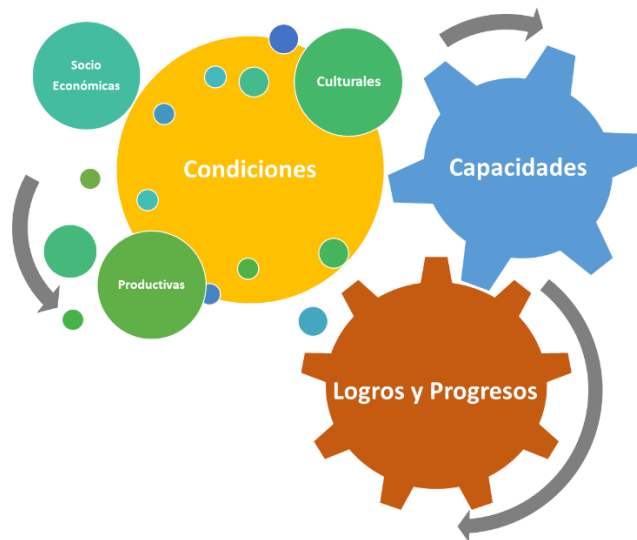 Socio
Económicas
Culturales
Condiciones
Capacidades
Productivas
Logros y Progresos